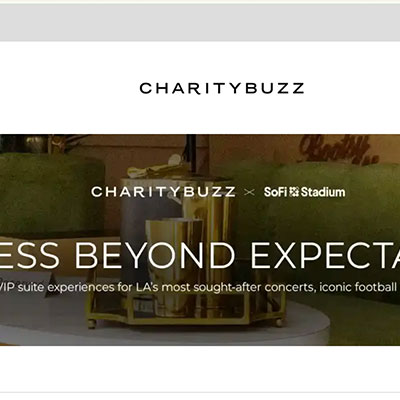 CHARITYBUZZ
CHARITYBUZZ × SoFi Stadium
ESS BEYOND EXPECTA
VIP suite experiences for LA's most sought-after concerts, iconic football